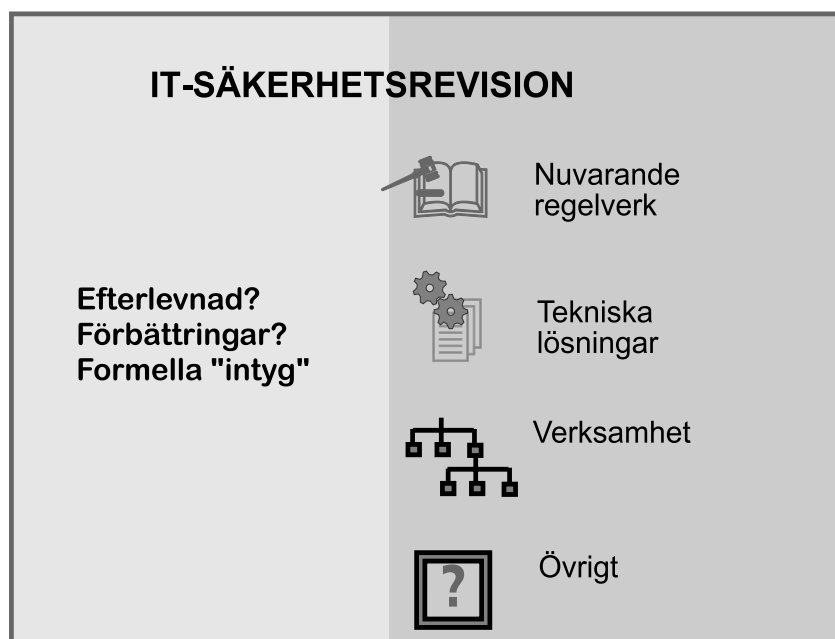 IT-SÄKERHETSREVISION
Efterlevnad?
Förbättringar?
Formella "intyg"
Nuvarande
regelverk
Tekniska
lösningar
Verksamhet
?
Övrigt